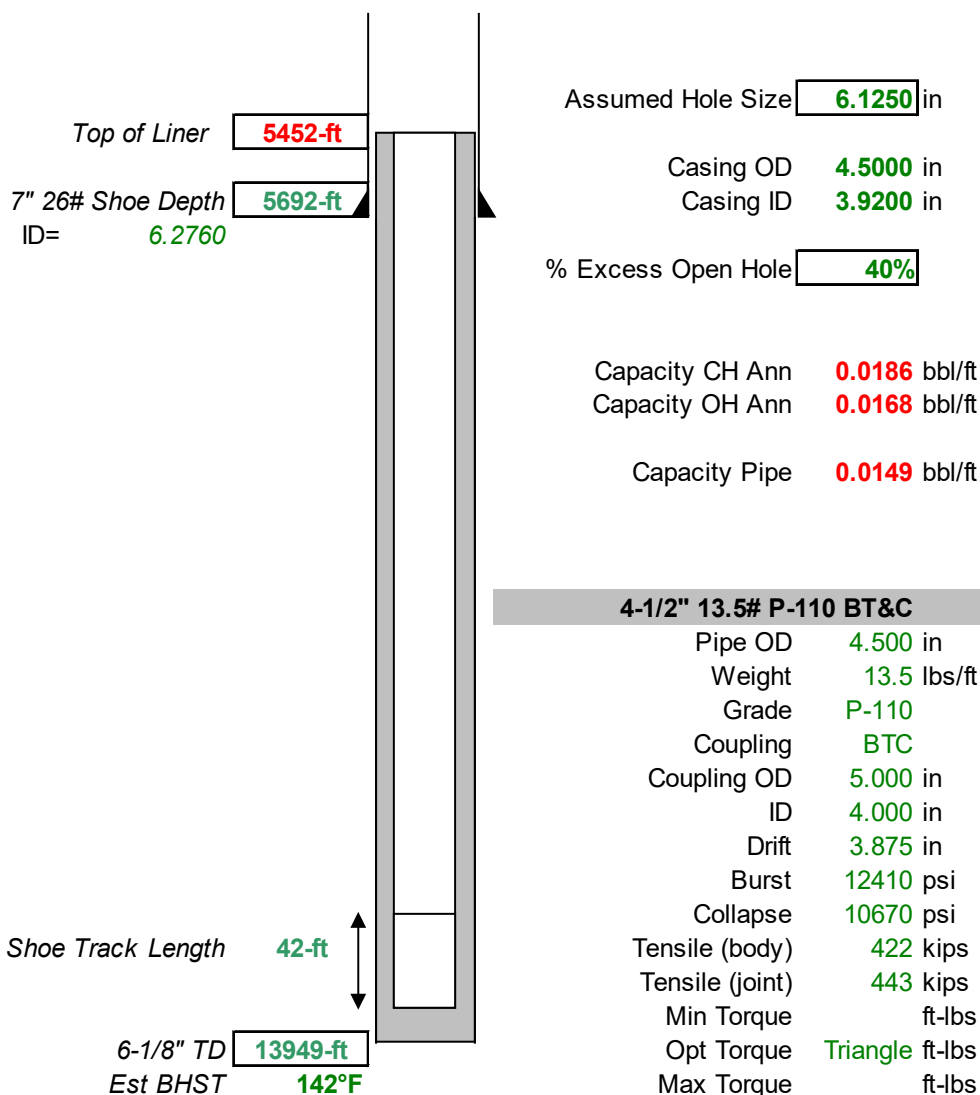 Assumed Hole Size 6.1250 in
Top of Liner 5452-ft
Casing OD 4.5000 in
7" 26# Shoe Depth 5692-ft
Casing ID 3.9200 in
ID= 6.2760
% Excess Open Hole 40%
Capacity CH Ann 0.0186 bbl/ft
Capacity OH Ann 0.0168 bbl/ft
Capacity Pipe 0.0149 bbl/ft
4-1/2" 13.5# P-110 BT&C
Pipe OD 4.500 in
Weight 13.5 lbs/ft
Grade P-110
Coupling BTC
Coupling OD 5.000 in
ID 4.000 in
Drift 3.875 in
Burst 12410 psi
Collapse 10670 psi
Shoe Track Length 42-ft
Tensile (body) 422 kips
Tensile (joint) 443 kips
Min Torque ft-lbs
6-1/8" TD 13949-ft
Opt Torque Triangle ft-lbs
Est BHST 142°F
Max Torque ft-lbs